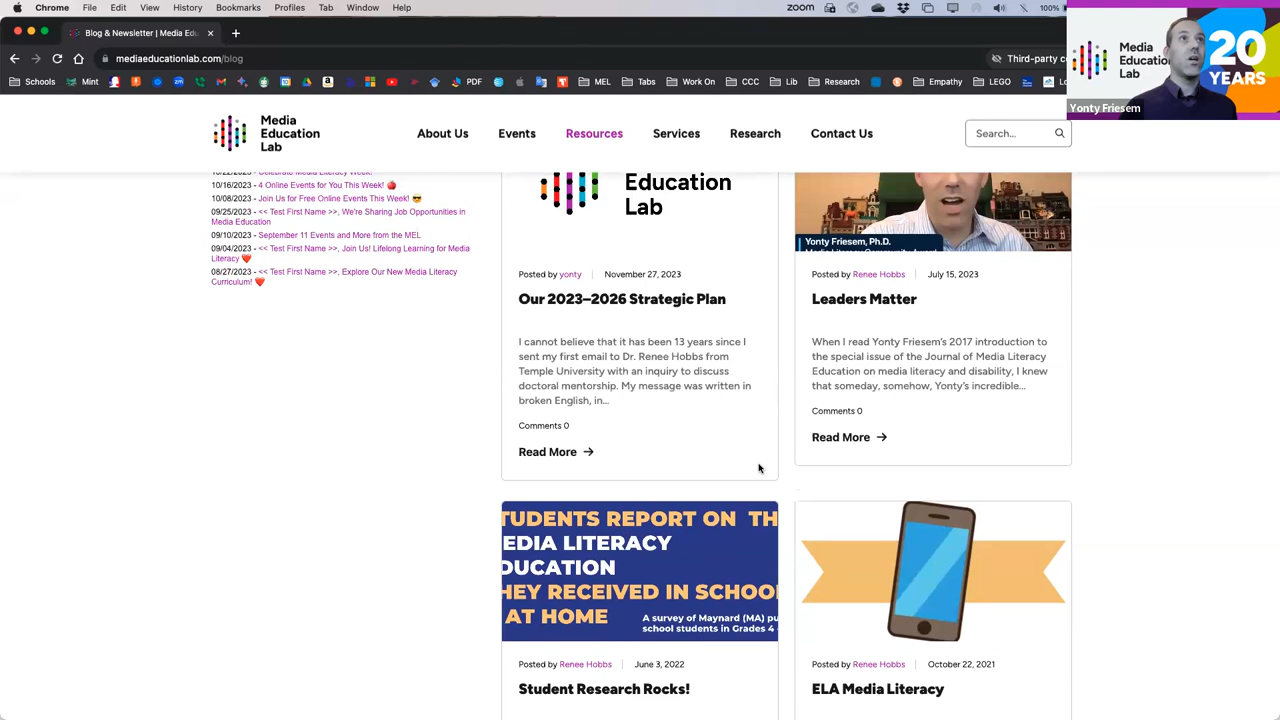 Chrome File Edit View History Bookmarks Profiles Tab Window Help
zoom
100%
Blog & Newsletter | Media Ed
mediaeducationlab.com/blog
Third-party
Schools Mint
PDF
MEL Tabs Work On CCC Lib Research Empathy LEGO
Media
Education
Lab
20
YEARS
Yonty Friesem
Media
Education
Lab
About Us Events Resources Services Research Contact Us
Search...
10/16/2023 - 4 Online Events for You This Week!
10/08/2023 - Join Us for Free Online Events This Week!
09/25/2023 - << Test First Name >>, We're Sharing Job Opportunities in
Media Education
09/10/2023 - September 11 Events and More from the MEL
09/04/2023 - << Test First Name >>, Join Us! Lifelong Learning for Media
Literacy
08/27/2023 - << Test First Name >>, Explore Our New Media Literacy
Curriculum!
Education
Lab
Posted by yonty November 27, 2023
Our 2023–2026 Strategic Plan
I cannot believe that it has been 13 years since I
sent my first email to Dr. Renee Hobbs from
Temple University with an inquiry to discuss
doctoral mentorship. My message was written in
broken English, in...
Comments 0
Read More
Yonty Friesem, Ph.D.
Posted by Renee Hobbs July 15, 2023
Leaders Matter
When I read Yonty Friesem's 2017 introduction to
the special issue of the Journal of Media Literacy
Education on media literacy and disability, I knew
that someday, somehow, Yonty's incredible...
Comments 0
Read More
TUDENTS REPORT ON TH
EDIA LITERACY
DUCATION
HEY RECEIVED IN SCHOO
AT HOME
A survey of Maynard (MA) pu
school students in Grades 4
Posted by Renee Hobbs June 3, 2022
Student Research Rocks!
Posted by Renee Hobbs October 22, 2021
ELA Media Literacy